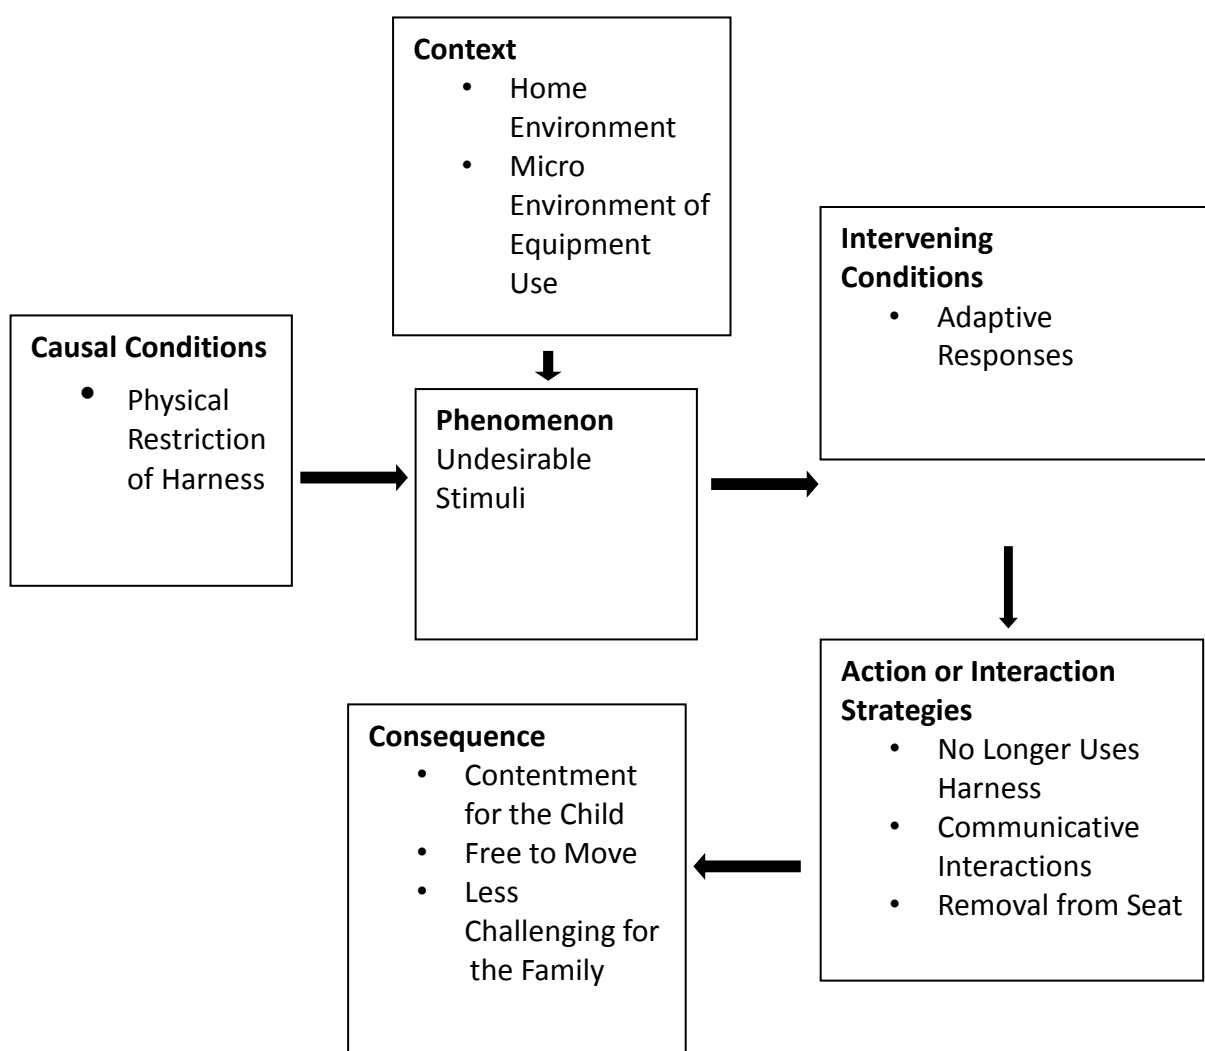 Context
• Home
Environment
• Micro
Environment of
Equipment
Use
Causal Conditions
• Physical
Restriction
of Harness
Phenomenon
Undesirable
Stimuli
Intervening
Conditions
• Adaptive
Responses
Action or Interaction
Strategies
• No Longer Uses
Harness
• Communicative
Interactions
• Removal from Seat
Consequence
• Contentment
for the Child
• Free to Move
• Less
Challenging for
the Family